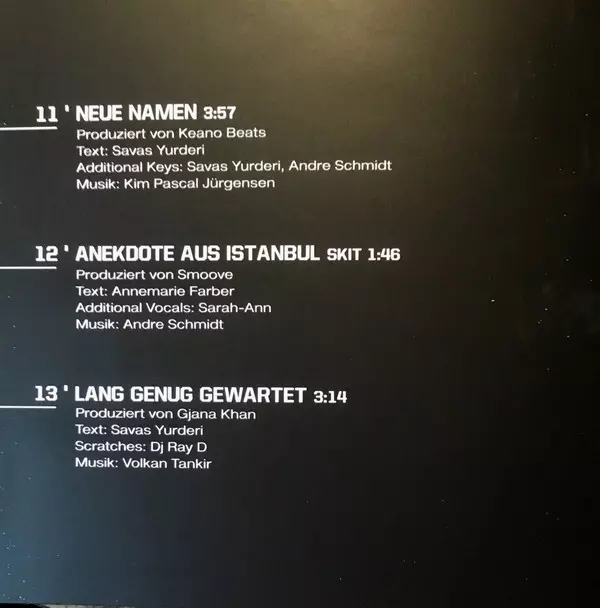 11 ' NEUE NAMEN 3:57
Produziert von Keano Beats
Text: Savas Yurderi
Additional Keys: Savas Yurderi, Andre Schmidt
Musik: Kim Pascal Jürgensen
12 ' ANEKDOTE AUS ISTANBUL SKIT 1:46
Produziert von Smoove
Text: Annemarie Farber
Additional Vocals: Sarah-Ann
Musik: Andre Schmidt
13 ' LANG GENUG GEWARTET 3:14
Produziert von Gjana Khan
Text: Savas Yurderi
Scratches: Dj Ray D
Musik: Volkan Tankir